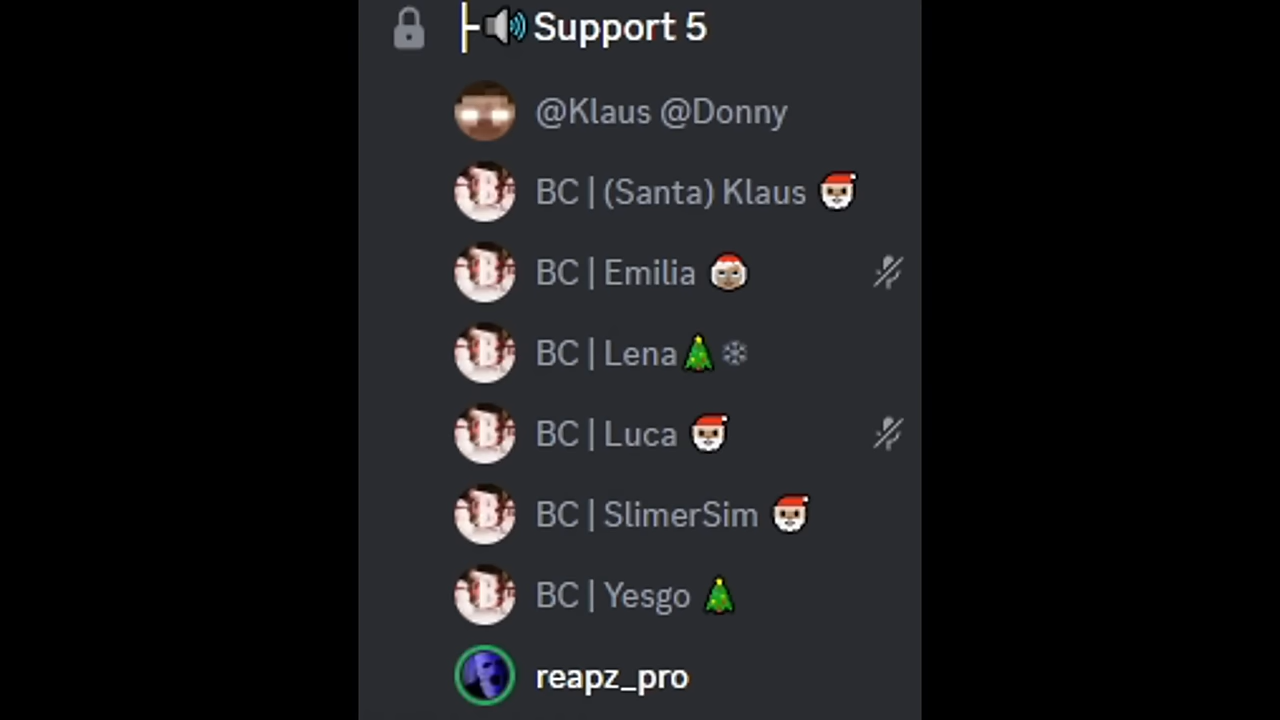 Support 5
@Klaus @Donny
BC | (Santa) Klaus 🎅
BC | Emilia 🤶
BC | Lena🎄❄
BC | Luca 🎅
BC | SlimerSim 🎅
BC | Yesgo 🎄
reapz_pro